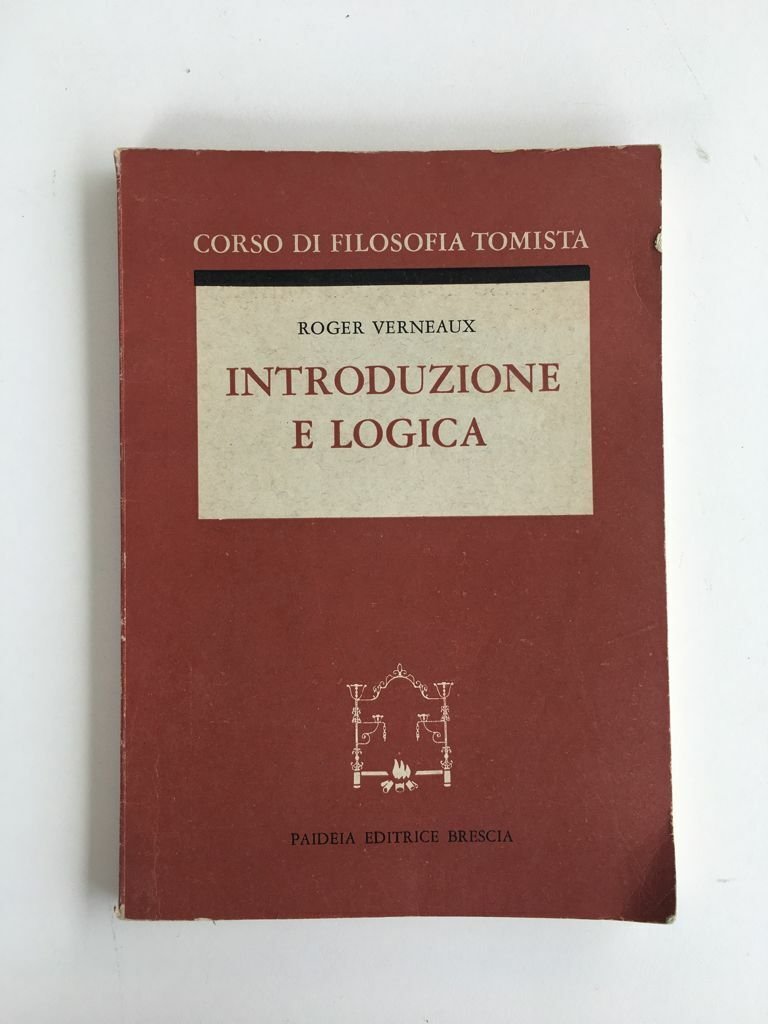 CORSO DI FILOSOFIA TOMISTA
ROGER VERNEAUX
INTRODUZIONE
E LOGICA
PAIDEIA EDITRICE BRESCIA